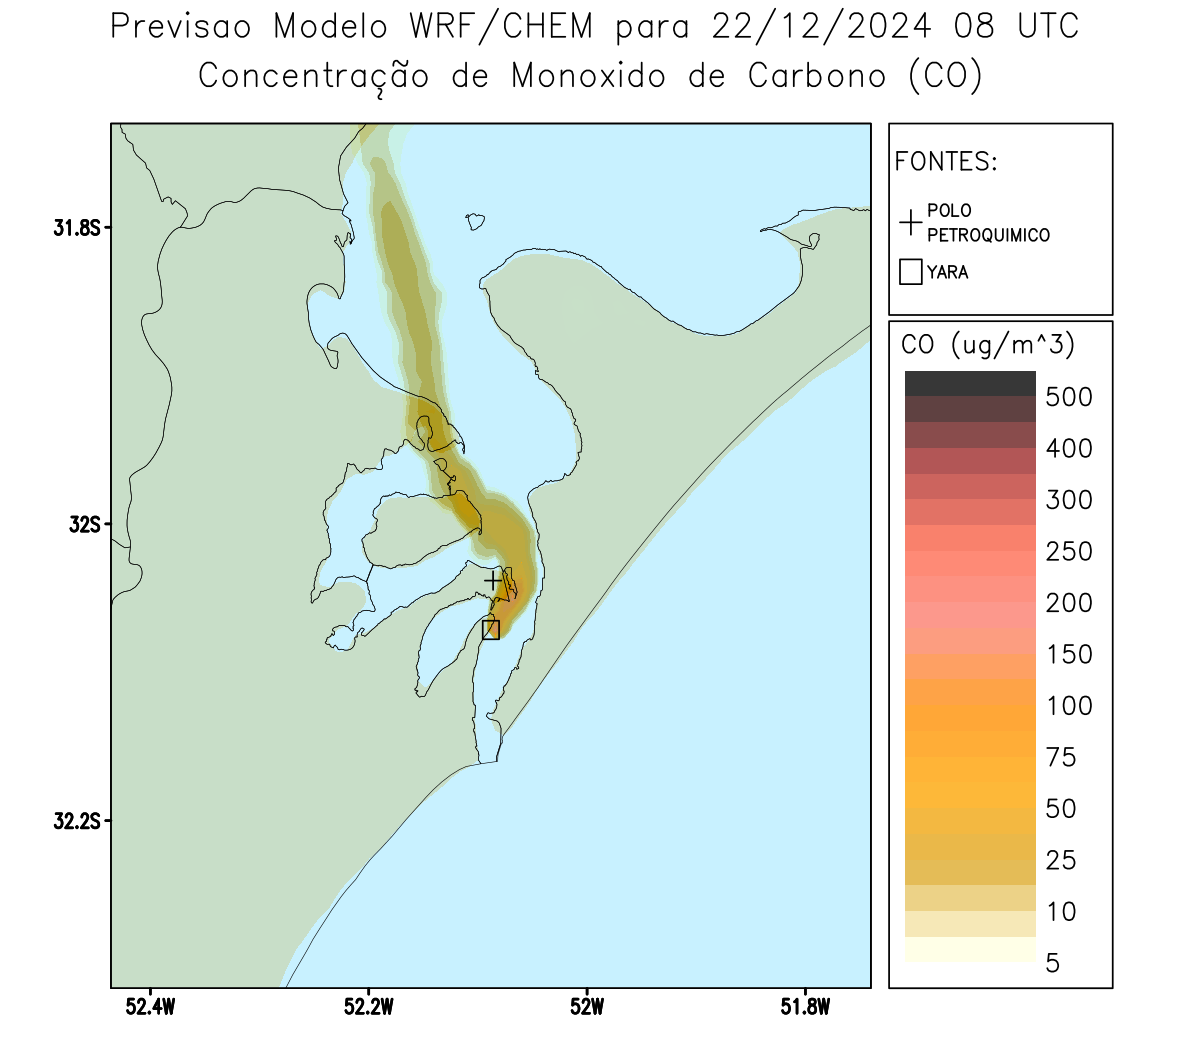 Previsao Modelo WRF/CHEM para 22/12/2024 08 UTC
Concentração de Monoxido de Carbono (CO)
FONTES:
POLO
PETROQUIMICO
YARA
CO (ug/m^3)
500
400
300
250
200
150
100
75
50
25
10
5
31.8S
32S
32.2S
52.4W
52.2W
52W
51.8W